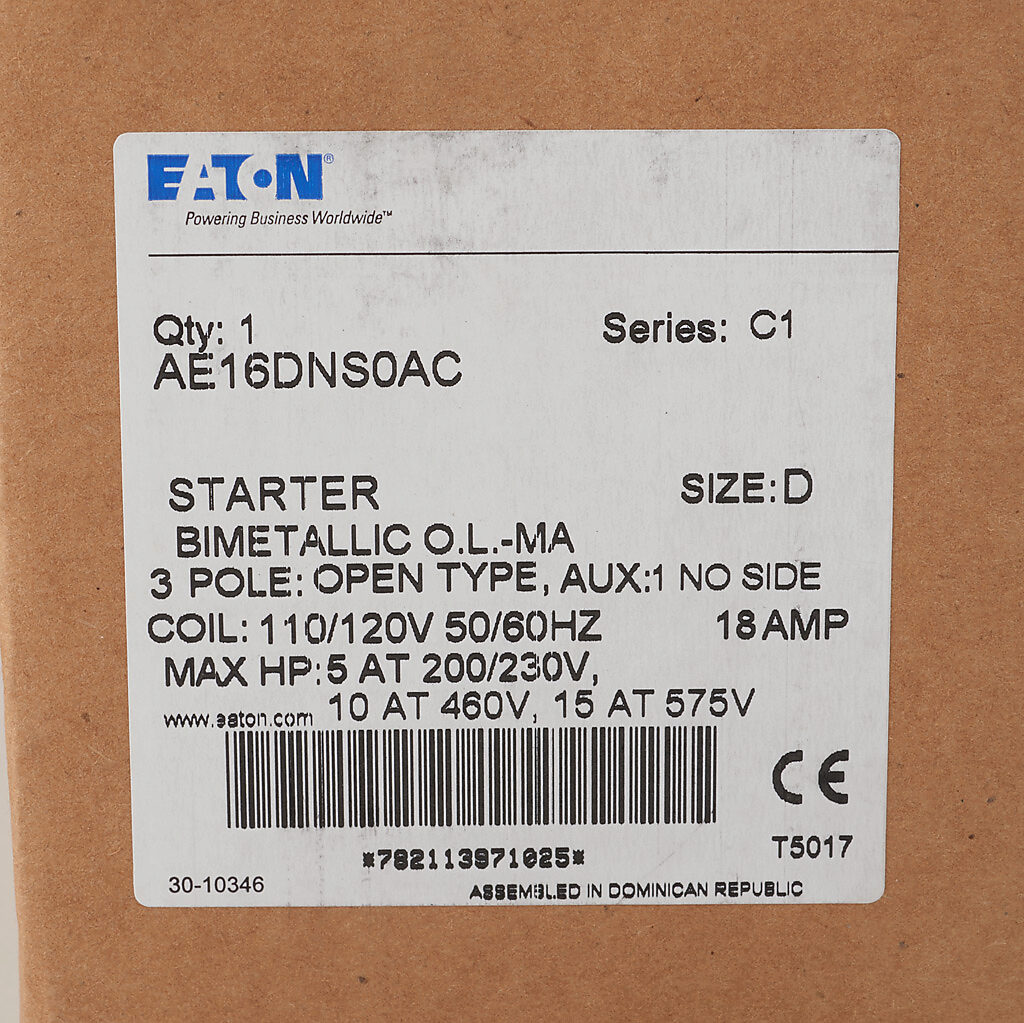 EATON®
Powering Business Worldwide™
Qty: 1
Series: C1
AE16DNS0AC
STARTER
SIZE: D
BIMETALLIC O.L.-MA
3 POLE: OPEN TYPE, AUX:1 NO SIDE
COIL: 110/120V 50/60HZ 18 AMP
MAX HP: 5 AT 200/230V,
www.eaton.com 10 AT 460V, 15 AT 575V
CE
*782113971025*
T5017
30-10346
ASSEMBLED IN DOMINICAN REPUBLIC